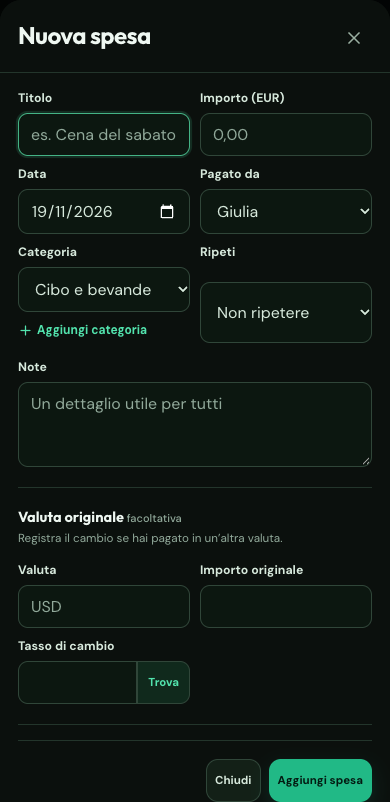 Nuova spesa
Titolo
Importo (EUR)
es. Cena del sabato
0,00
Data
Pagato da
19/11/2026
Giulia
Categoria
Ripeti
Cibo e bevande
Non ripetere
+ Aggiungi categoria
Note
Un dettaglio utile per tutti
Valuta originale facoltativa
Registra il cambio se hai pagato in un'altra valuta.
Valuta
Importo originale
USD
Tasso di cambio
Trova
Chiudi
Aggiungi spesa